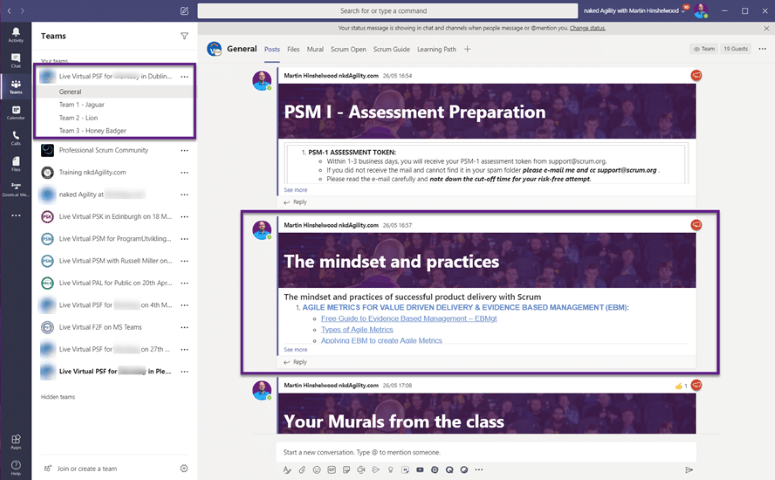 Search for or type a command
naked Agility with Martin Hinshelwood
Your status message is showing in chat and channels when people message or @mention you. Change status.
Activity
Chat
Teams
Calendar
Calls
Files
Apps
Help
Teams
Your teams
Live Virtual PSF for in Dublin...
General
Team 1 - Jaguar
Team 2 - Lion
Team 3 - Honey Badger
Professional Scrum Community
Training nkdAgility.com
naked Agility at
Live Virtual PSK in Edinburgh on 18 M...
Live Virtual PSM for ProgramUtvikling...
Live Virtual PSM with Russell Miller on...
Live Virtual PAL for Public on 20th Apr...
Live Virtual PSF for on 4th M...
Live Virtual F2F on MS Teams
Live Virtual PSF for on 27th ...
Live Virtual PSF for in Ple...
Hidden teams
Join or create a team
General Posts Files Mural Scrum Open Scrum Guide Learning Path +
Team 19 Guests
Martin Hinshelwood nkdAgility.com 26/05 16:54
PSM I - Assessment Preparation
1. PSM-1 ASSESSMENT TOKEN:
Within 1-3 business days, you will receive your PSM-1 assessment token from support@scrum.org.
If you did not receive the mail and cannot find it in your spam folder please e-mail me and cc support@scrum.org .
Please read the e-mail carefully and note down the cut-off time for your risk-free attempt.
See more
Reply
Martin Hinshelwood nkdAgility.com 26/05 16:57
The mindset and practices
The mindset and practices of successful product delivery with Scrum
1. AGILE METRICS FOR VALUE DRIVEN DELIVERY & EVIDENCE BASED MANAGEMENT (EBM):
Free Guide to Evidence Based Management – EBMgt
Types of Agile Metrics
Applying EBM to create Agile Metrics
See more
Reply
Martin Hinshelwood nkdAgility.com 26/05 17:08
1
Your Murals from the class
Start a new conversation. Type @ to mention someone.